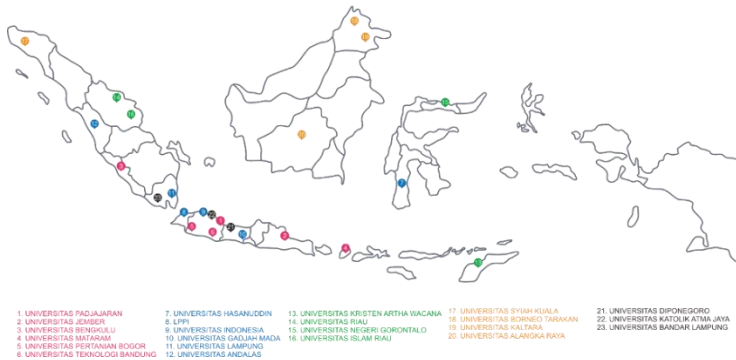 1. UNIVERSITAS PADJAJARAN
2. UNIVERSITAS JEMBER
3. UNIVERSITAS BENGKULU
4. UNIVERSITAS MATARAM
5. UNIVERSITAS PERTANIAN BOGOR
6. UNIVERSITAS TEKNOLOGI BANDUNG
7. UNIVERSITAS HASANUDDIN
8. LPPI
9. UNIVERSITAS INDONESIA
10. UNIVERSITAS GADJAH MADA
11. UNIVERSITAS LAMPUNG
12. UNIVERSITAS ANDALAS
13. UNIVERSITAS KRISTEN ARTHA WACANA
14. UNIVERSITAS RIAU
15. UNIVERSITAS NEGERI GORONTALO
16. UNIVERSITAS ISLAM RIAU
17 UNIVERSITAS SYIAH KUALA
18. UNIVERSITAS BORNEO TARAKAN
19. UNIVERSITAS KALTARA
20. UNIVERSITAS ALANGKA RAYA
21. UNIVERSITAS DIPONEGORO
22. UNIVERSITAS KATOLIK ATMA JAYA
23. UNIVERSITAS BANDAR LAMPUNG